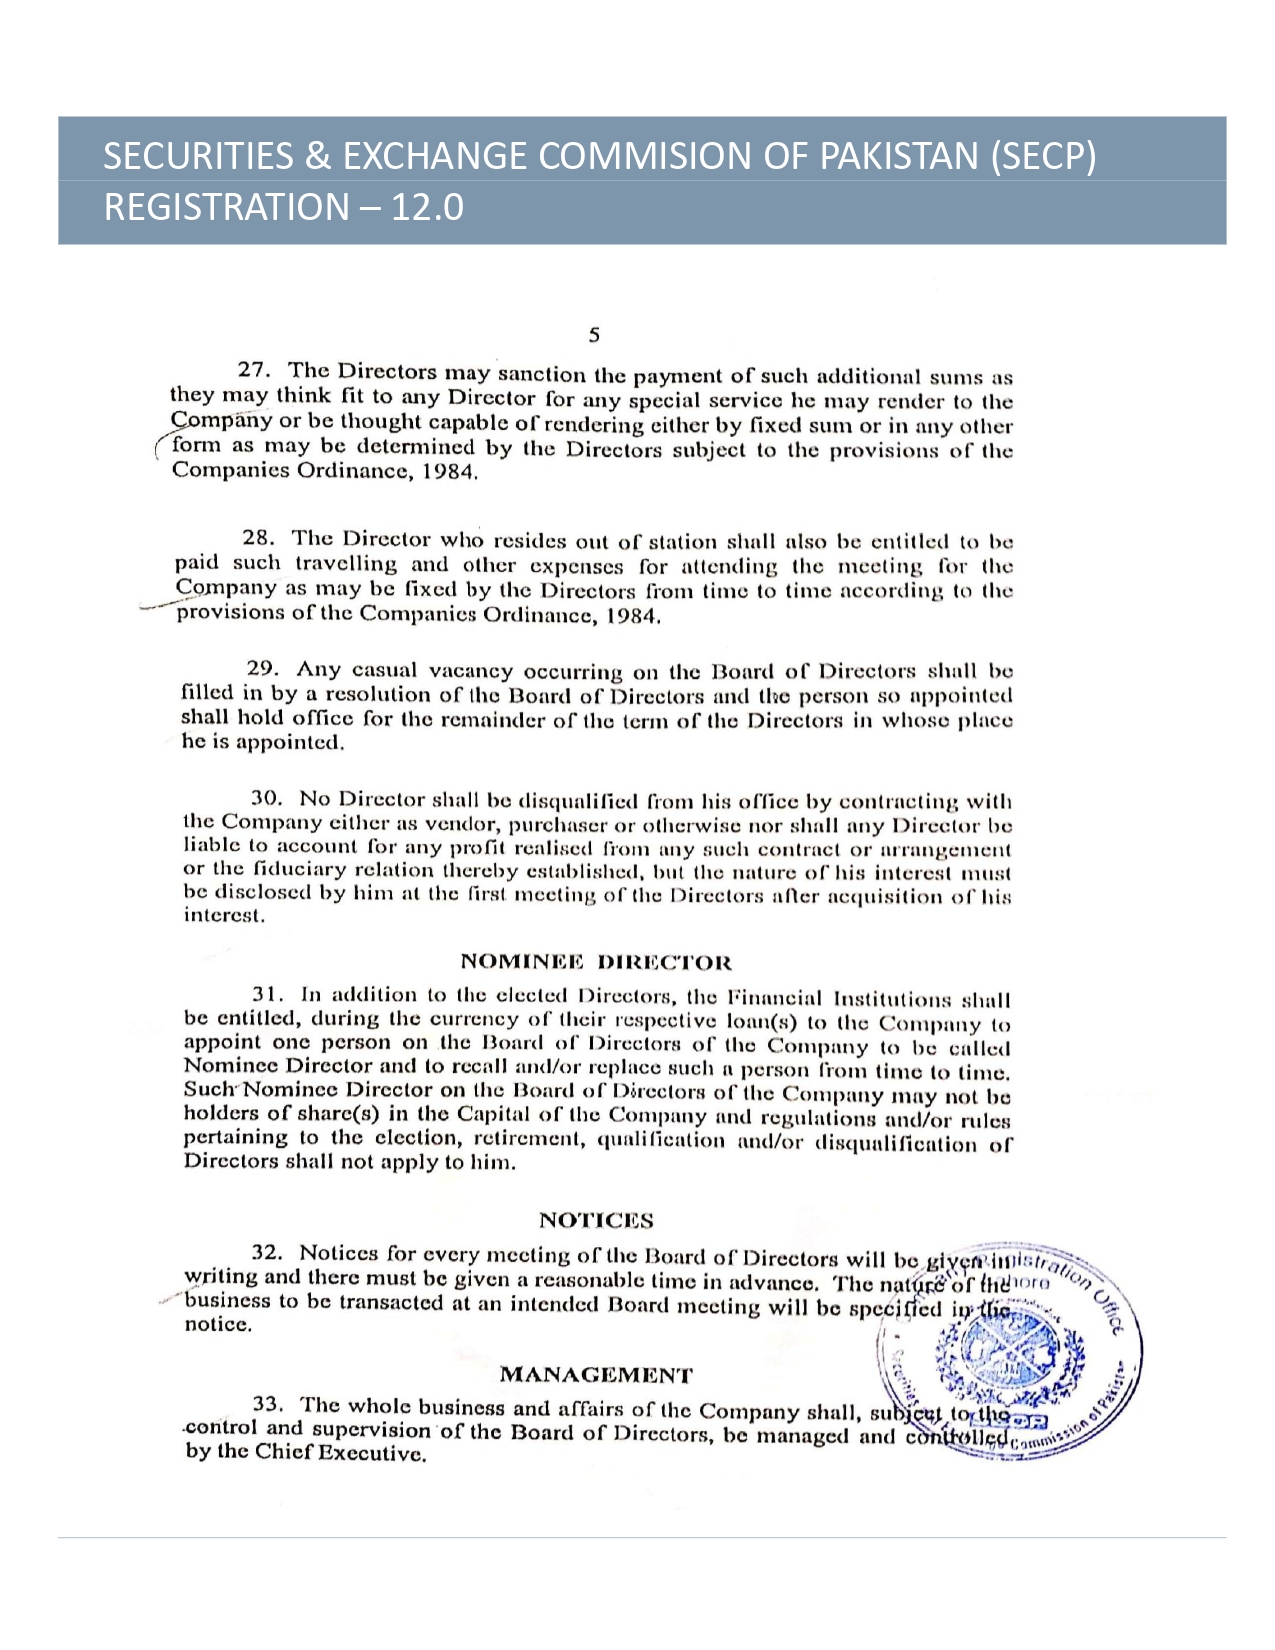 SECURITIES & EXCHANGE COMMISION OF PAKISTAN (SECP)
REGISTRATION – 12.0
5
27. The Directors may sanction the payment of such additional sums as
they may think fit to any Director for any special service he may render to the
Company or be thought capable of rendering either by fixed sum or in any other
form as may be determined by the Directors subject to the provisions of the
Companies Ordinance, 1984.
28. The Director who resides out of station shall also be entitled to be
paid such travelling and other expenses for attending the meeting for the
Company as may be fixed by the Directors from time to time according to the
provisions of the Companies Ordinance, 1984.
29. Any casual vacancy occurring on the Board of Directors shall be
filled in by a resolution of the Board of Directors and the person so appointed
shall hold office for the remainder of the term of the Directors in whose place
he is appointed.
30. No Director shall be disqualified from his office by contracting with
the Company either as vendor, purchaser or otherwise nor shall any Director be
liable to account for any profit realised from any such contract or arrangement
or the fiduciary relation thereby established, but the nature of his interest must
be disclosed by him at the first meeting of the Directors after acquisition of his
interest.
NOMINEE DIRECTOR
31. In addition to the elected Directors, the Financial Institutions shall
be entitled, during the currency of their respective loan(s) to the Company to
appoint one person on the Board of Directors of the Company to be called
Nominee Director and to recall and/or replace such a person from time to time.
Such Nominee Director on the Board of Directors of the Company may not be
holders of share(s) in the Capital of the Company and regulations and/or rules
pertaining to the election, retirement, qualification and/or disqualification of
Directors shall not apply to him.
NOTICES
32. Notices for every meeting of the Board of Directors will be given in
writing and there must be given a reasonable time in advance. The nature of the
business to be transacted at an intended Board meeting will be specified in the
notice.
MANAGEMENT
33. The whole business and affairs of the Company shall, subject to the
control and supervision of the Board of Directors, be managed and controlled
by the Chief Executive.
Office
Commission of Pakistan